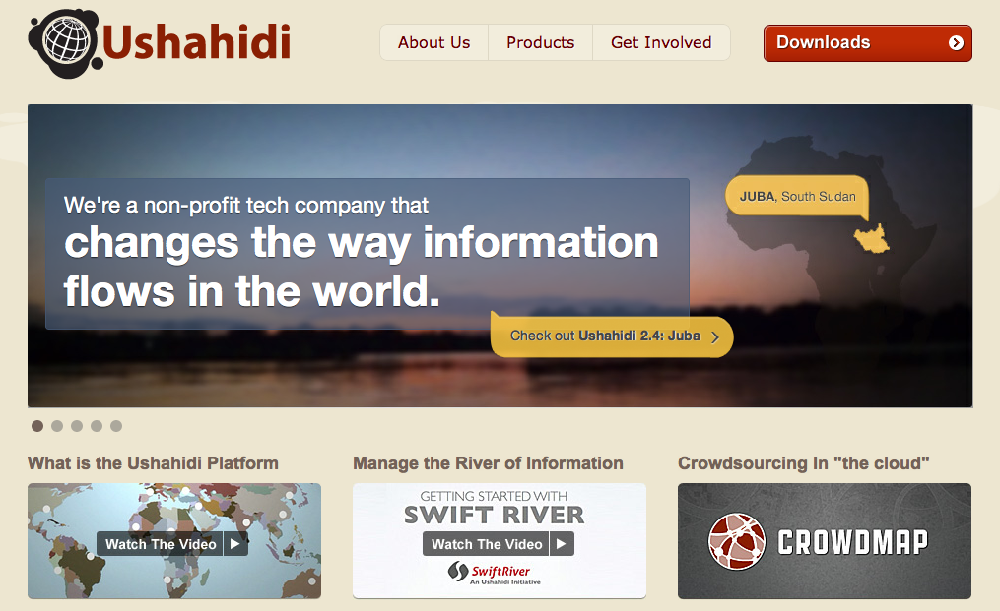 Ushahidi
About Us
Products
Get Involved
Downloads
We're a non-profit tech company that
changes the way information
flows in the world.
JUBA, South Sudan
Check out Ushahidi 2.4: Juba
What is the Ushahidi Platform
Watch The Video
Manage the River of Information
GETTING STARTED WITH
SWIFT RIVER
Watch The Video
SwiftRiver
An Ushahidi Initiative
Crowdsourcing In "the cloud"
CROWDMAP